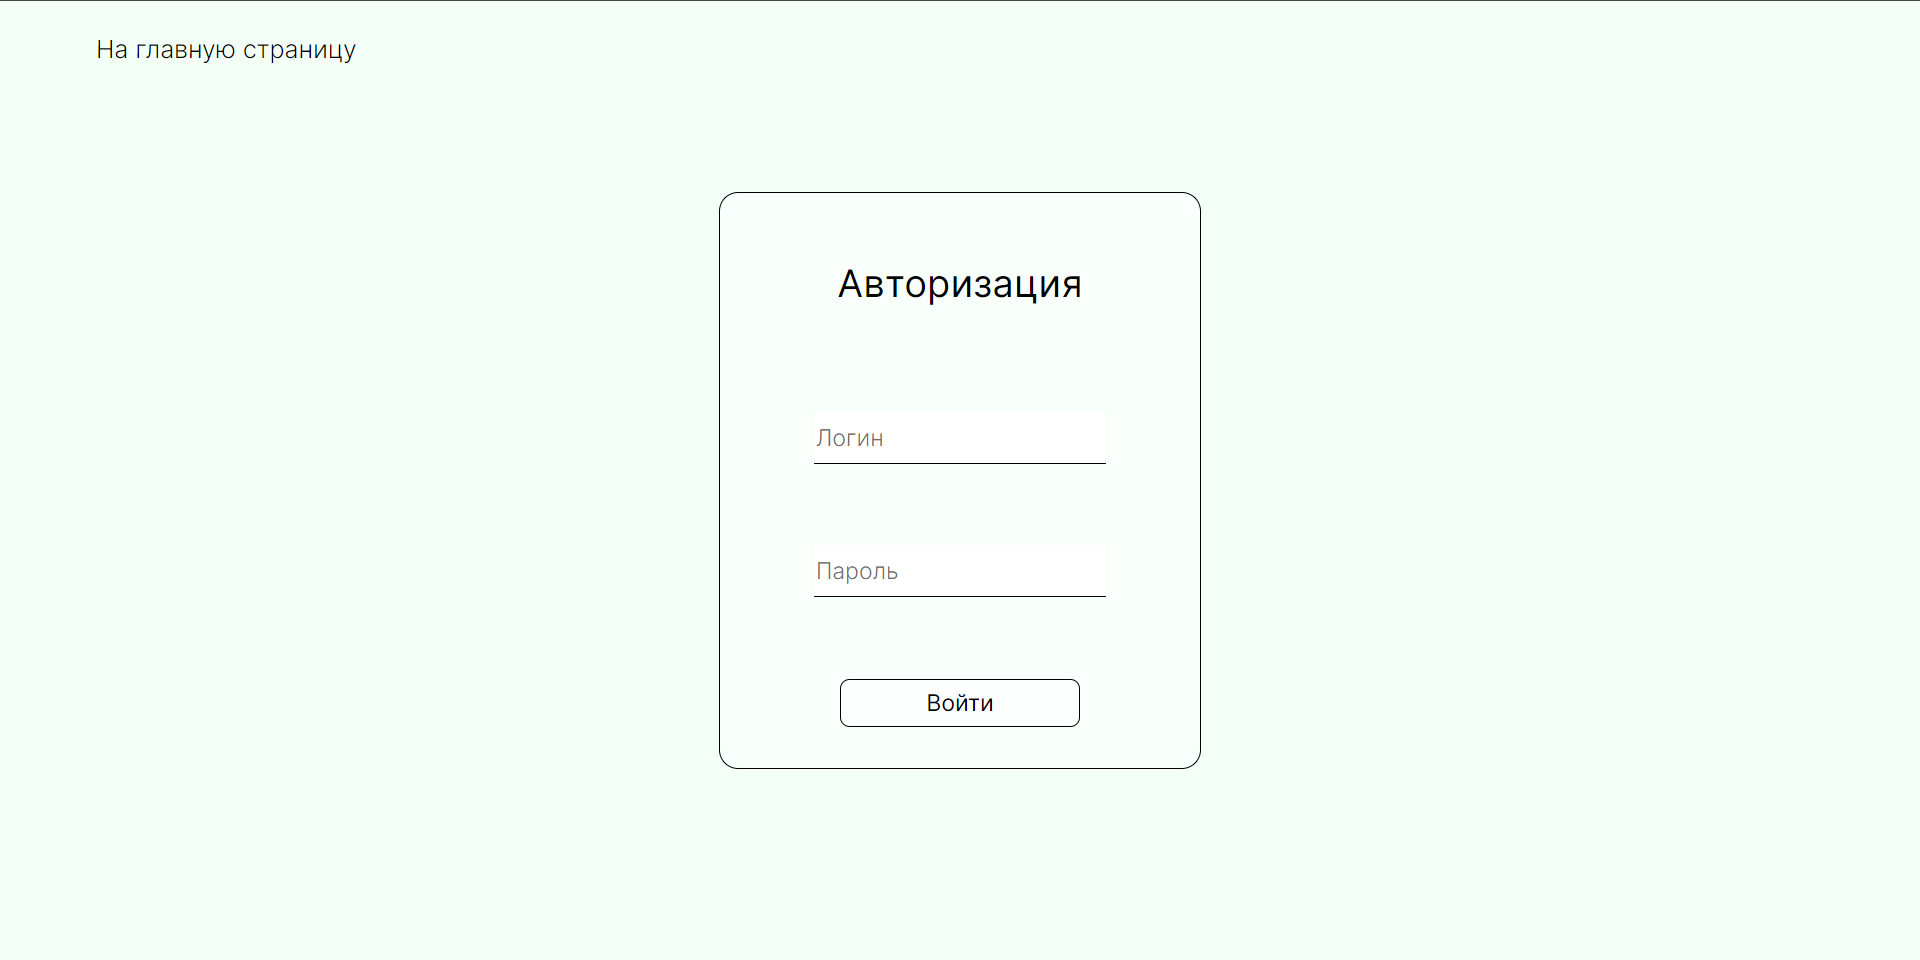 На главную страницу
Авторизация
Логин
Пароль
Войти